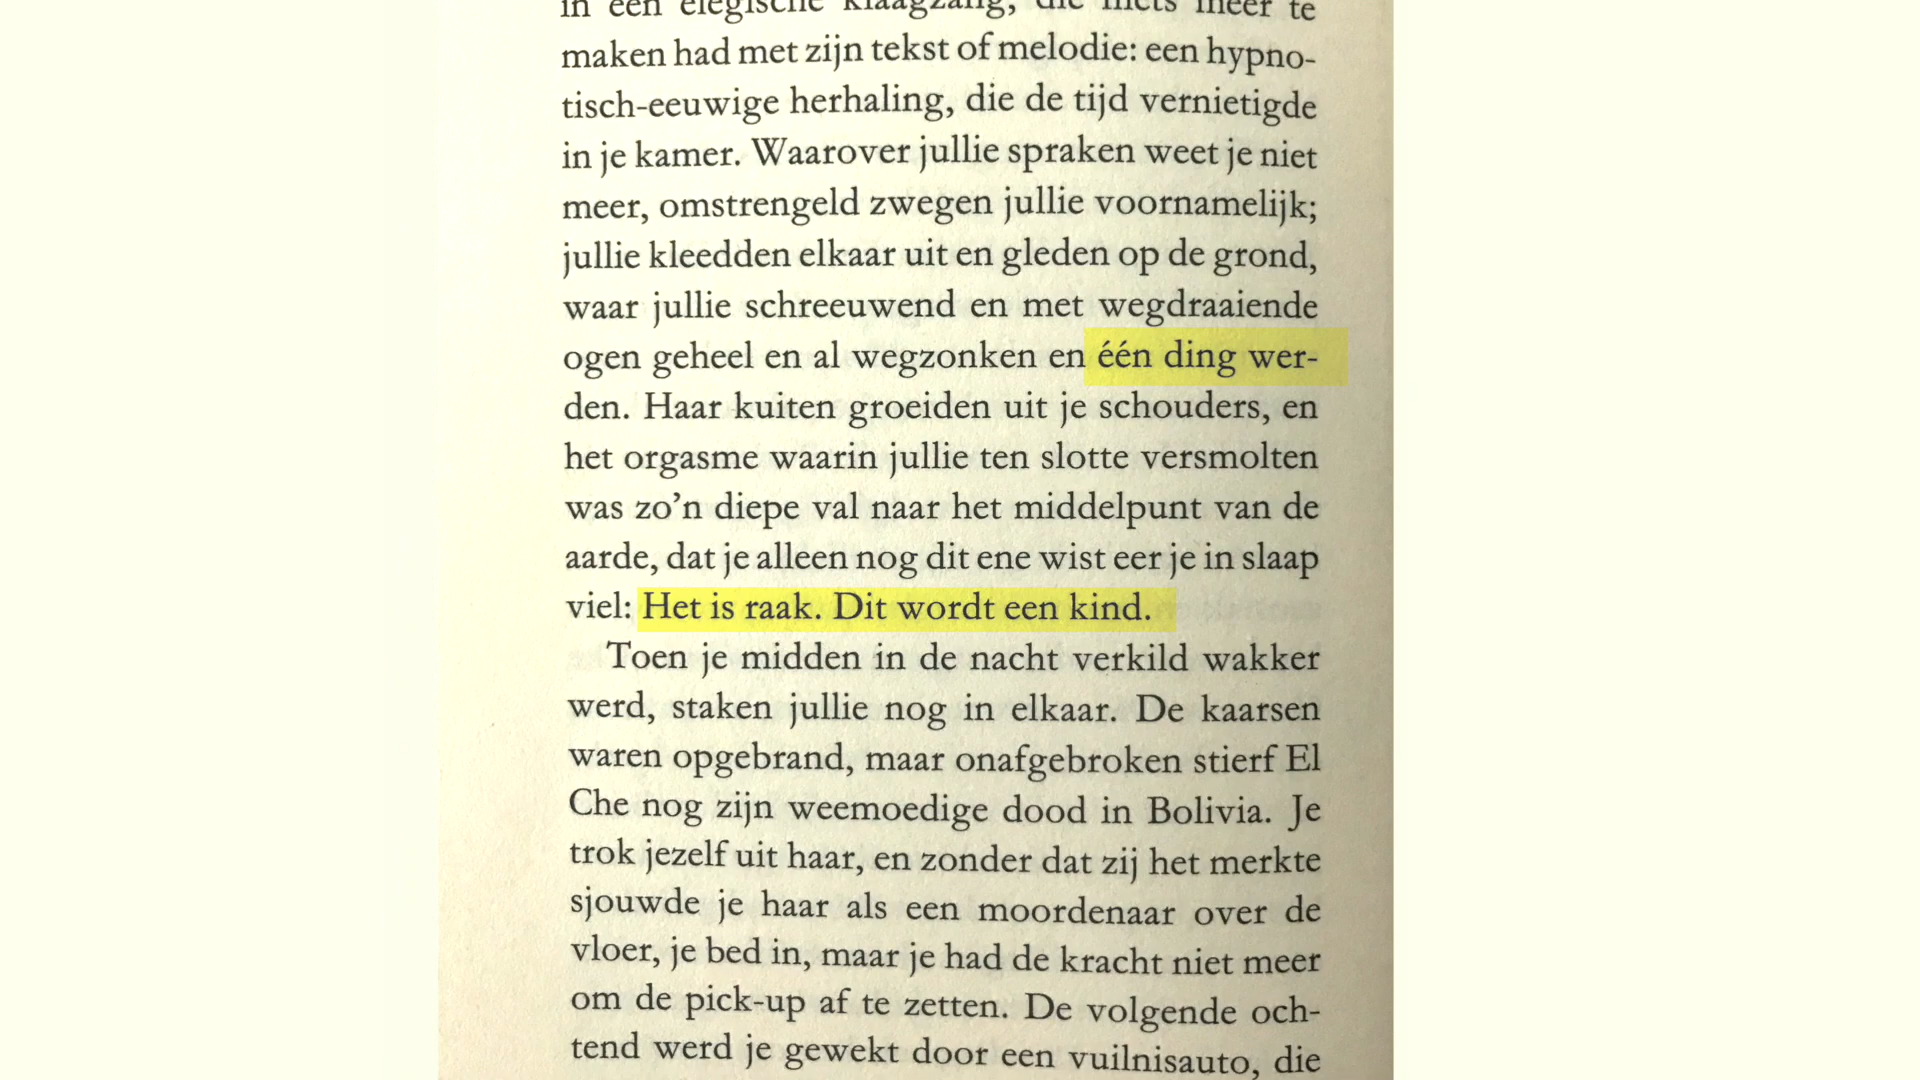 in een elegische klaagzang, die niets meer te
maken had met zijn tekst of melodie: een hypno-
tisch-eeuwige herhaling, die de tijd vernietigde
in je kamer. Waarover jullie spraken weet je niet
meer, omstrengeld zwegen jullie voornamelijk;
jullie kleedden elkaar uit en gleden op de grond,
waar jullie schreeuwend en met wegdraaiende
ogen geheel en al wegzonken en één ding wer-
den. Haar kuiten groeiden uit je schouders, en
het orgasme waarin jullie ten slotte versmolten
was zo’n diepe val naar het middelpunt van de
aarde, dat je alleen nog dit ene wist eer je in slaap
viel: Het is raak. Dit wordt een kind.
Toen je midden in de nacht verkild wakker
werd, staken jullie nog in elkaar. De kaarsen
waren opgebrand, maar onafgebroken stierf El
Che nog zijn weemoedige dood in Bolivia. Je
trok jezelf uit haar, en zonder dat zij het merkte
sjouwde je haar als een moordenaar over de
vloer, je bed in, maar je had de kracht niet meer
om de pick-up af te zetten. De volgende och-
tend werd je gewekt door een vuilnisauto, die